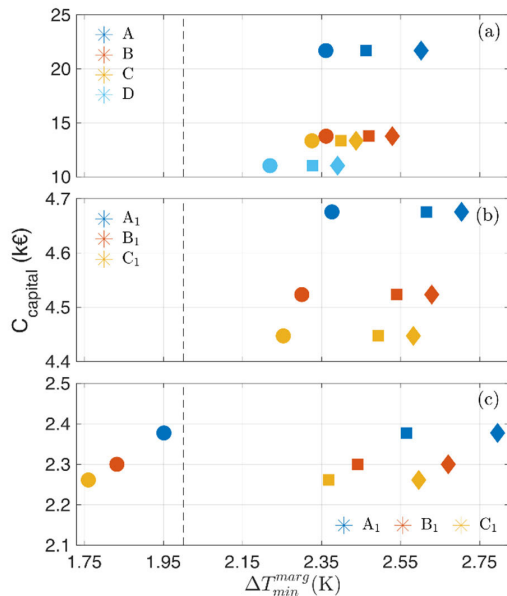 25
20
15
10
A
B
C
D
(a)
4.7
4.6
4.5
4.4
A₁
B₁
C₁
(b)
C_capital (k€)
2.5
2.4
2.3
2.2
2.1
(c)
A₁ B₁ C₁
1.75 1.95 2.15 2.35 2.55 2.75
ΔT_min^marg (K)